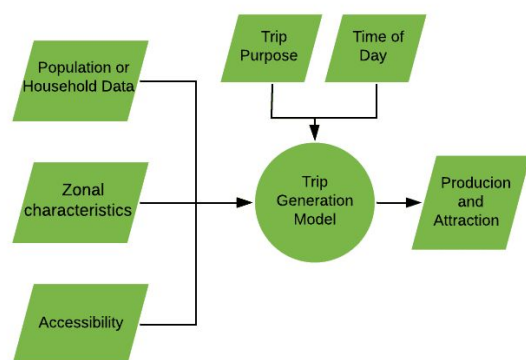 Population or
Household Data
Trip
Purpose
Time of
Day
Zonal
characteristics
Trip
Generation
Model
Producion
and
Attraction
Accessibility